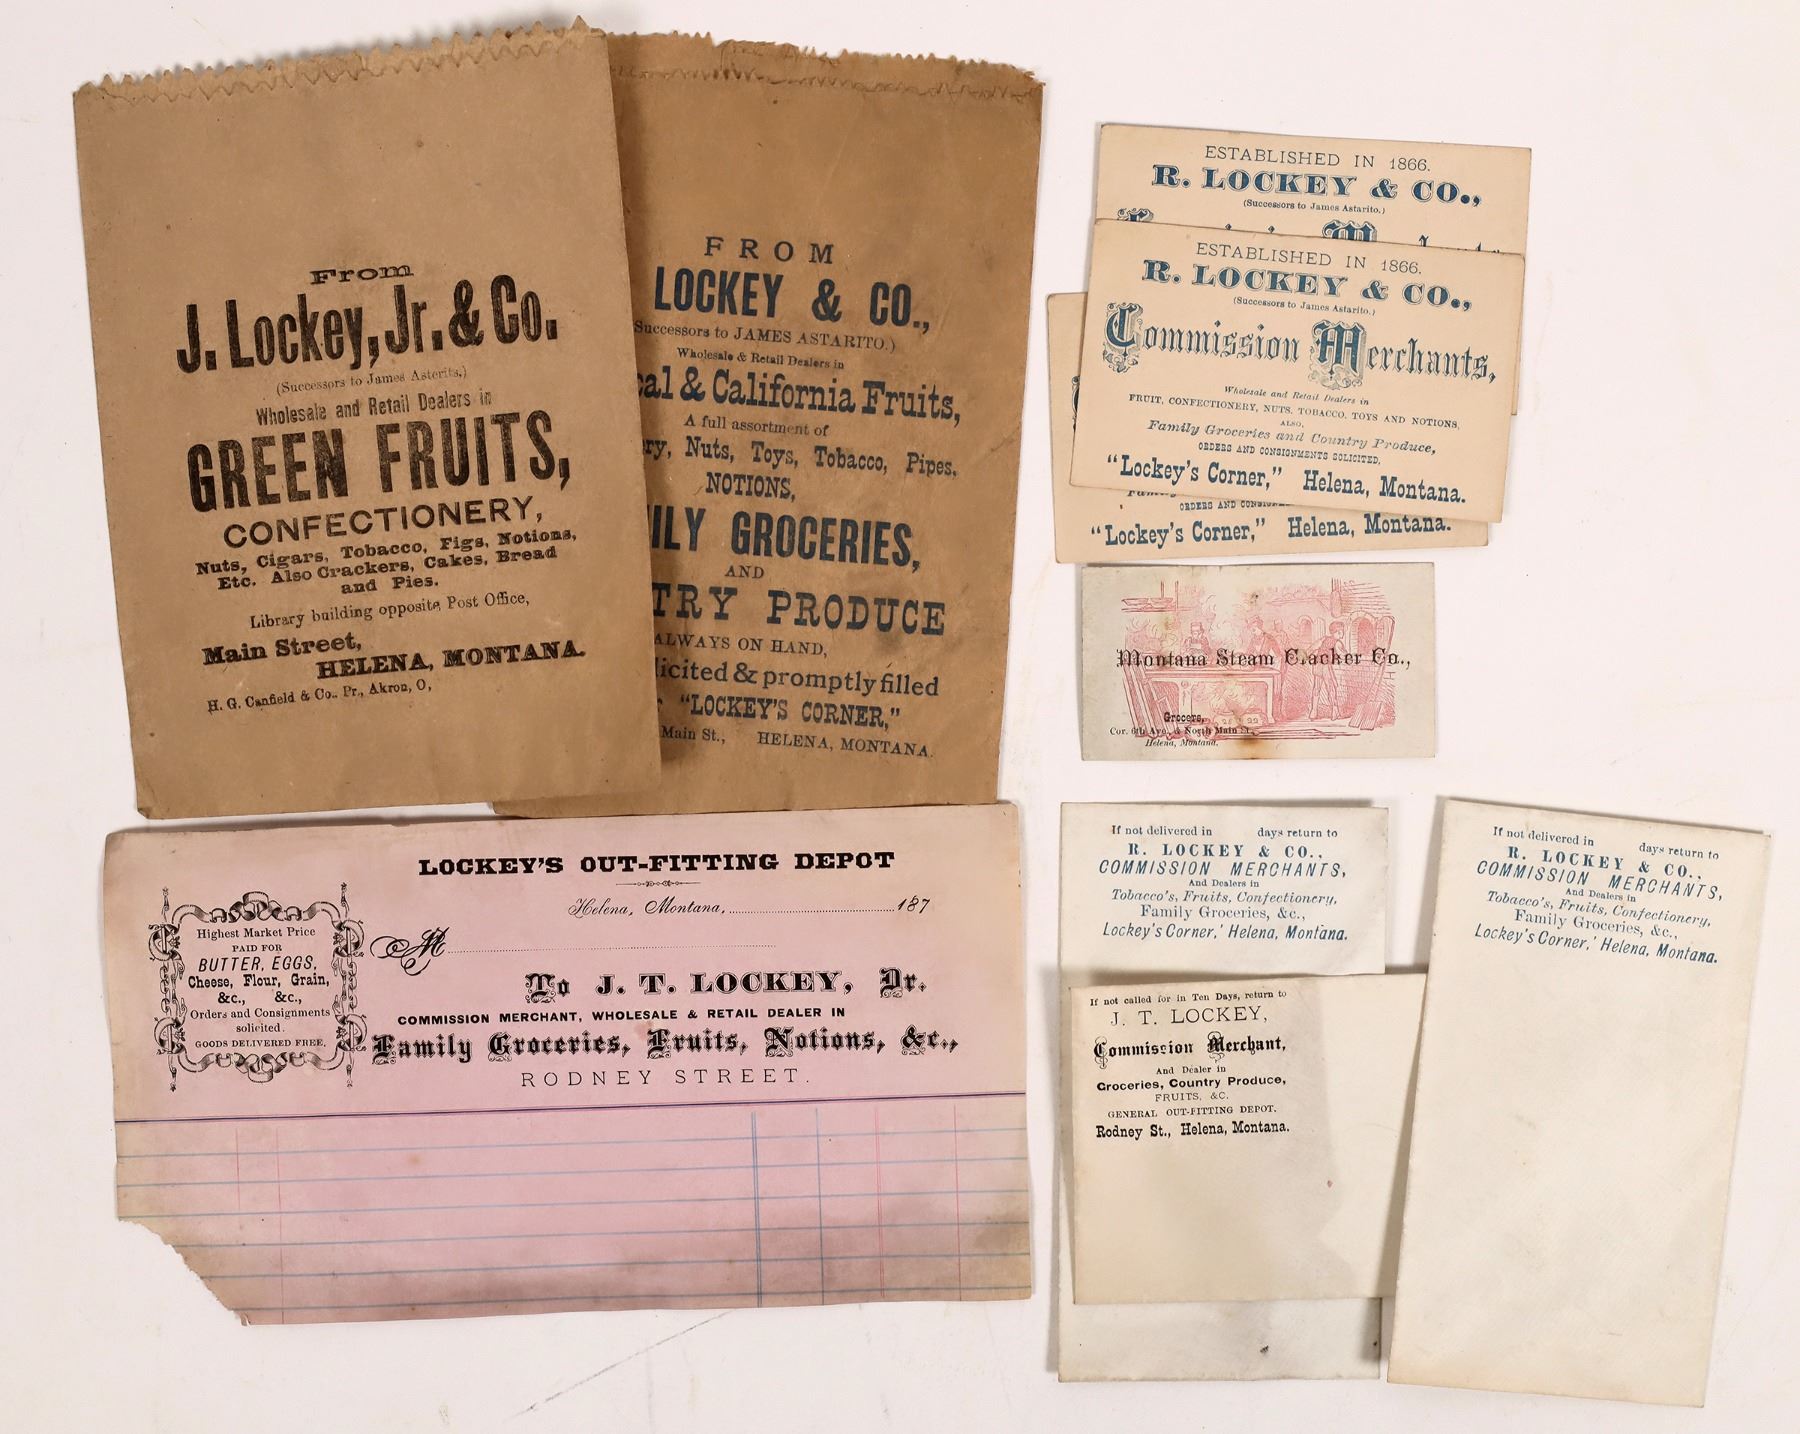 From
J. Lockey, Jr. & Co.
(Successors to James Asterits,)
Wholesale and Retail Dealers in
GREEN FRUITS,
CONFECTIONERY,
Nuts, Cigars, Tobacco, Figs, Notions,
Etc. Also Crackers, Cakes, Bread
and Pies.
Library building opposite Post Office,
Main Street,
HELENA, MONTANA.
H. G. Canfield & Co., Pr., Akron, O,
FROM
LOCKEY & CO.,
Successors to JAMES ASTARITO.)
Wholesale & Retail Dealers in
& California Fruits,
A full assortment of
Nuts, Toys, Tobacco, Pipes,
NOTIONS,
GROCERIES,
AND
PRODUCE
ALWAYS ON HAND,
& promptly filled
"LOCKEY'S CORNER,"
Main St., HELENA, MONTANA.
ESTABLISHED IN 1866.
R. LOCKEY & CO.,
(Successors to James Astarito.)
ESTABLISHED IN 1866.
R. LOCKEY & CO.,
(Successors to James Astarito.)
Commission Merchants,
Wholesale and Retail Dealers in
FRUIT, CONFECTIONERY, NUTS, TOBACCO, TOYS AND NOTIONS,
ALSO,
Family Groceries and Country Produce,
ORDERS AND CONSIGNMENTS SOLICITED,
"Lockey's Corner," Helena, Montana.
ORDERS AND
"Lockey's Corner," Helena, Montana.
Montana Steam Cracker Co.,
Grocers,
Cor. 6th Ave. & North Main St.
Helena, Montana.
LOCKEY'S OUT-FITTING DEPOT
Helena, Montana, 187
M
To J. T. LOCKEY, Dr.
COMMISSION MERCHANT, WHOLESALE & RETAIL DEALER IN
Family Groceries, Fruits, Notions, &c.,
RODNEY STREET.
Highest Market Price
PAID FOR
BUTTER, EGGS,
Cheese, Flour, Grain,
&c., &c.,
Orders and Consignments
solicited.
GOODS DELIVERED FREE.
If not delivered in days return to
R. LOCKEY & CO.,
COMMISSION MERCHANTS,
And Dealers in
Tobacco's, Fruits, Confectionery,
Family Groceries, &c.,
Lockey's Corner,' Helena, Montana.
If not called for in Ten Days, return to
J. T. LOCKEY,
Commission Merchant,
And Dealer in
Groceries, Country Produce,
FRUITS, &C.
GENERAL OUT-FITTING DEPOT.
Rodney St., Helena, Montana.
If not delivered in days return to
R. LOCKEY & CO.,
COMMISSION MERCHANTS,
And Dealers in
Tobacco's, Fruits, Confectionery,
Family Groceries, &c.,
Lockey's Corner,' Helena, Montana.